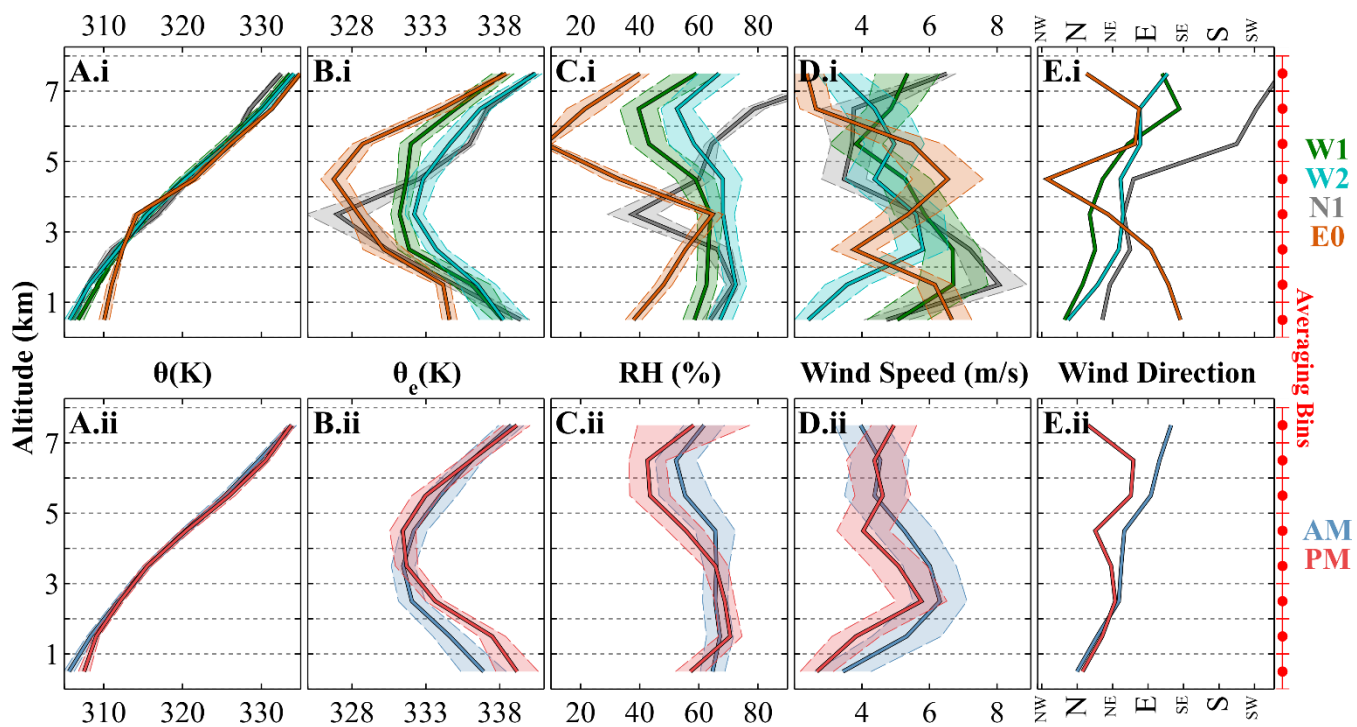 310 320 330 328 333 338 20 40 60 80 4 6 8 NW N NE E SE S SW
A.i B.i C.i D.i E.i
7
5
3
1
W1
W2
N1
E0
Altitude (km)
Averaging Bins
θ(K) θe(K) RH (%) Wind Speed (m/s) Wind Direction
A.ii B.ii C.ii D.ii E.ii
7
5
3
1
AM
PM
310 320 330 328 333 338 20 40 60 80 4 6 8 NW N NE E SE S SW